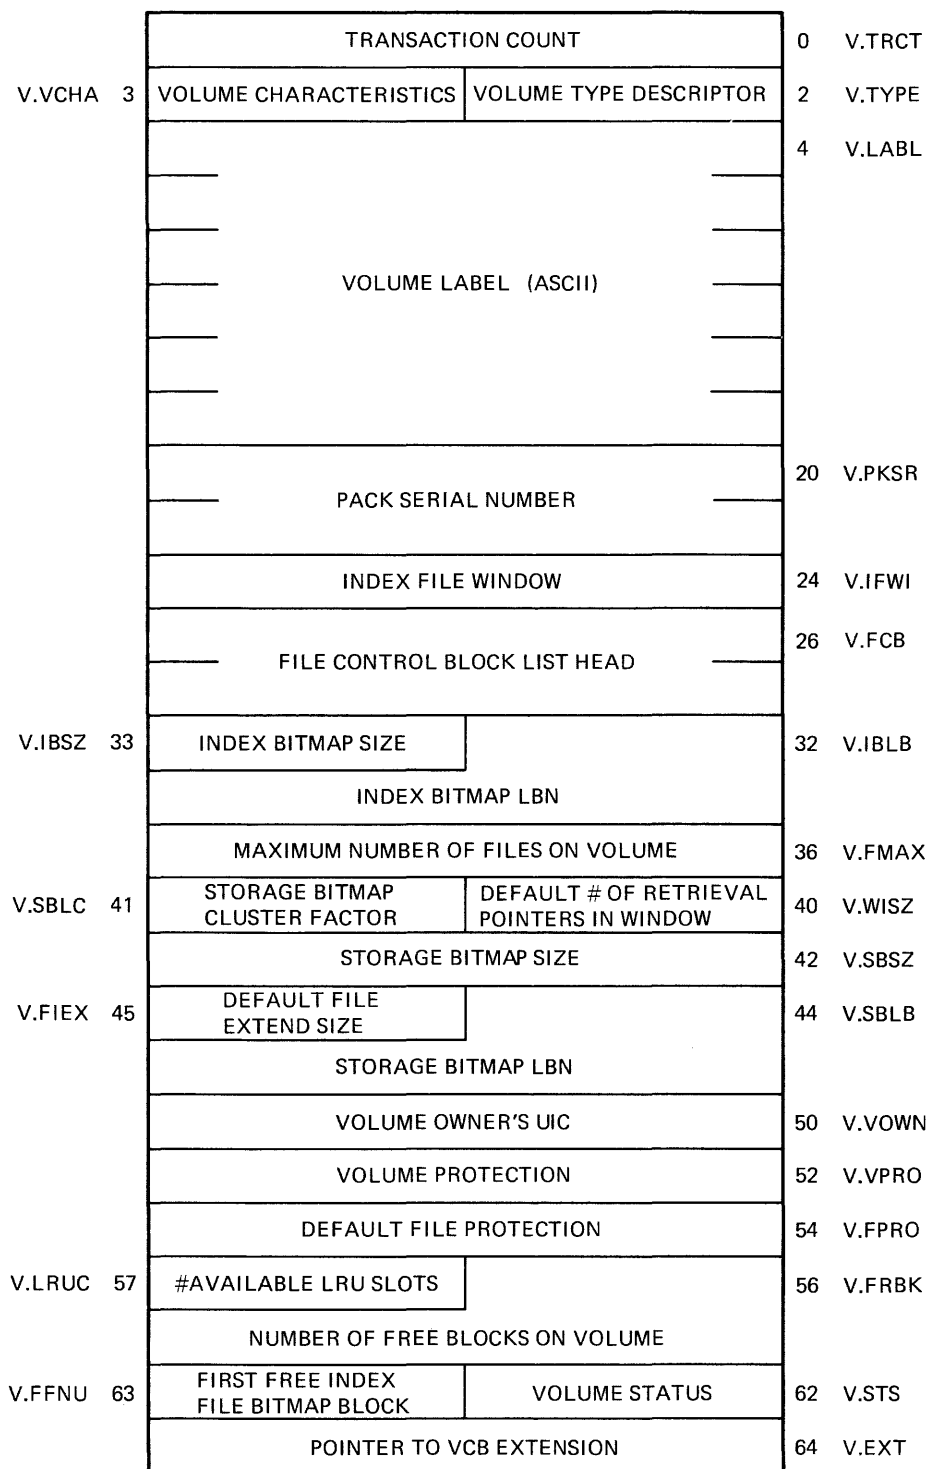 TRANSACTION COUNT 0 V.TRCT
V.VCHA 3 VOLUME CHARACTERISTICS VOLUME TYPE DESCRIPTOR 2 V.TYPE
4 V.LABL
VOLUME LABEL (ASCII)
20 V.PKSR
PACK SERIAL NUMBER
INDEX FILE WINDOW 24 V.IFWI
26 V.FCB
FILE CONTROL BLOCK LIST HEAD
V.IBSZ 33 INDEX BITMAP SIZE 32 V.IBLB
INDEX BITMAP LBN
MAXIMUM NUMBER OF FILES ON VOLUME 36 V.FMAX
V.SBLC 41 STORAGE BITMAP CLUSTER FACTOR DEFAULT # OF RETRIEVAL POINTERS IN WINDOW 40 V.WISZ
STORAGE BITMAP SIZE 42 V.SBSZ
V.FIEX 45 DEFAULT FILE EXTEND SIZE 44 V.SBLB
STORAGE BITMAP LBN
VOLUME OWNER'S UIC 50 V.VOWN
VOLUME PROTECTION 52 V.VPRO
DEFAULT FILE PROTECTION 54 V.FPRO
V.LRUC 57 #AVAILABLE LRU SLOTS 56 V.FRBK
NUMBER OF FREE BLOCKS ON VOLUME
V.FFNU 63 FIRST FREE INDEX FILE BITMAP BLOCK VOLUME STATUS 62 V.STS
POINTER TO VCB EXTENSION 64 V.EXT